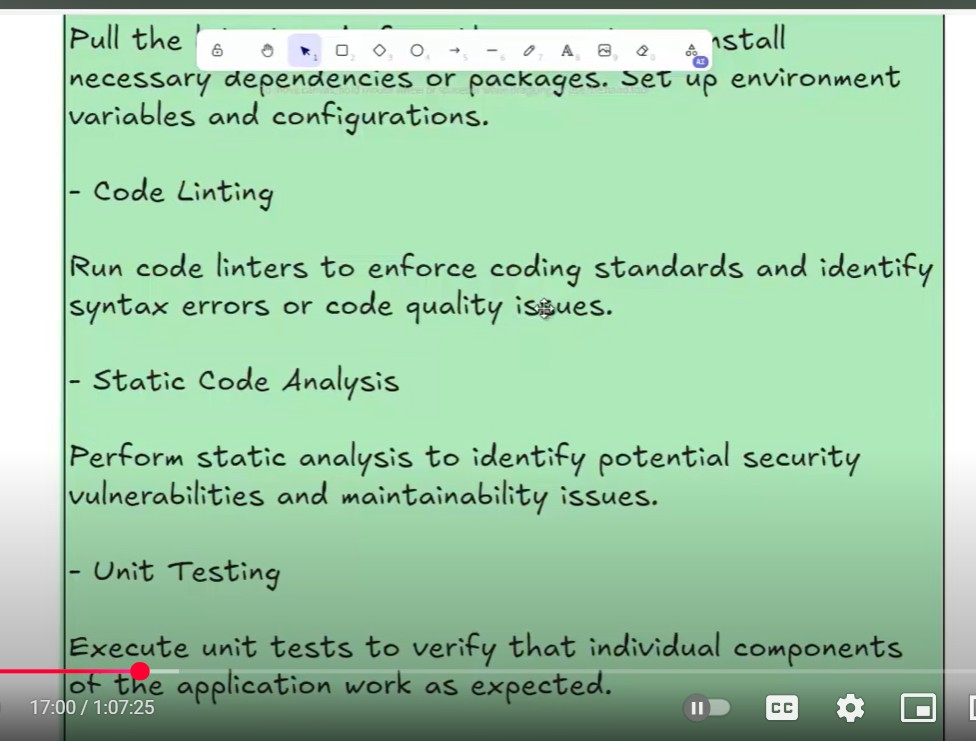 Pull the
nstall
necessary dependencies or packages. Set up environment
variables and configurations.
- Code Linting
Run code linters to enforce coding standards and identify
syntax errors or code quality issues.
- Static Code Analysis
Perform static analysis to identify potential security
vulnerabilities and maintainability issues.
- Unit Testing
Execute unit tests to verify that individual components
of the application work as expected.
17:00 / 1:07:25
CC
AI